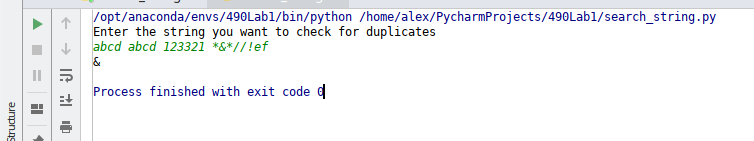 /opt/anaconda/envs/490Lab1/bin/python /home/alex/PycharmProjects/490Lab1/search_string.py
Enter the string you want to check for duplicates
abcd abcd 123321 *&*//!ef
&
Process finished with exit code 0
Structure